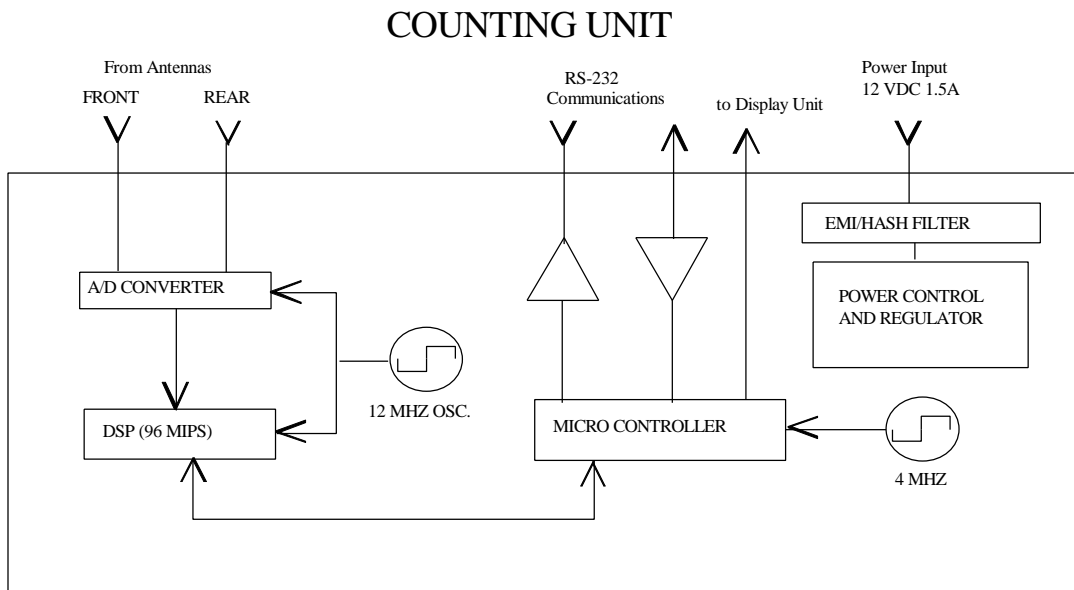 COUNTING UNIT
From Antennas
FRONT
REAR
RS-232
Communications
to Display Unit
Power Input
12 VDC 1.5A
EMI/HASH FILTER
A/D CONVERTER
POWER CONTROL
AND REGULATOR
12 MHZ OSC.
DSP (96 MIPS)
MICRO CONTROLLER
4 MHZ